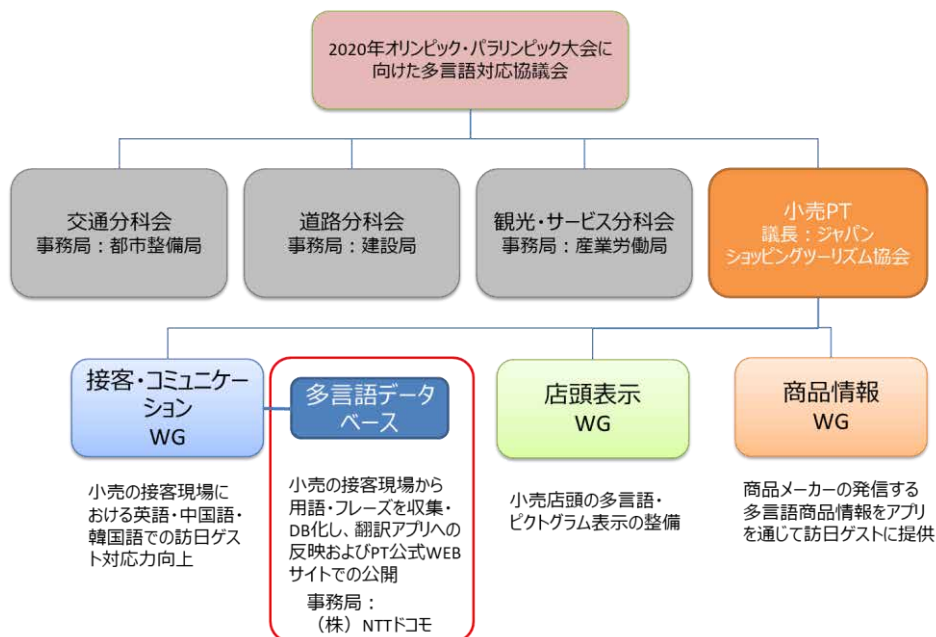 2020年オリンピック・パラリンピック大会に
向けた多言語対応協議会
交通分科会
事務局：都市整備局
道路分科会
事務局：建設局
観光・サービス分科会
事務局：産業労働局
小売PT
議長：ジャパン
ショッピングツーリズム協会
接客・コミュニケー
ション
WG
多言語データ
ベース
店頭表示
WG
商品情報
WG
小売の接客現場に
おける英語・中国語・
韓国語での訪日ゲス
ト対応力向上
小売の接客現場から
用語・フレーズを収集・
DB化し、翻訳アプリへの
反映およびPT公式WEB
サイトでの公開
事務局：
（株）NTTドコモ
小売店頭の多言語・
ピクトグラム表示の整備
商品メーカーの発信する
多言語商品情報をアプリ
を通じて訪日ゲストに提供